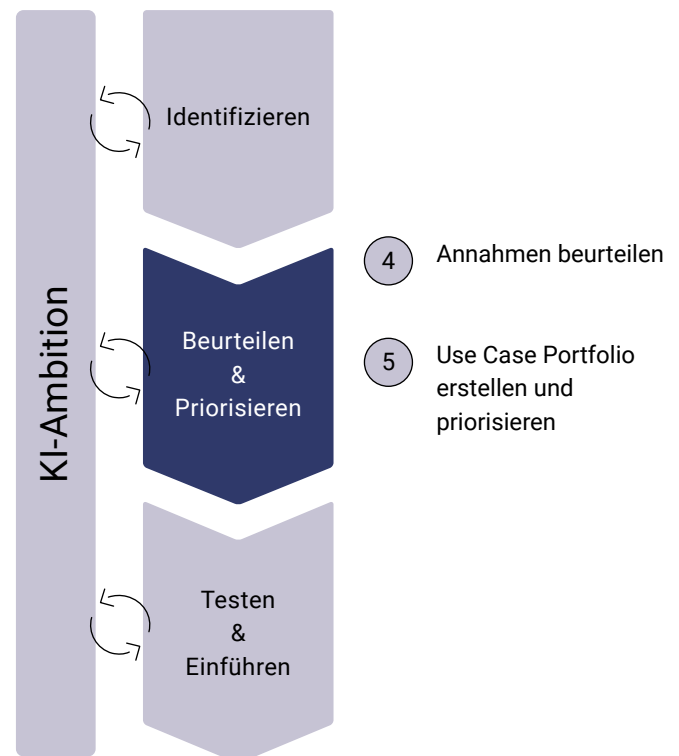 KI-Ambition
Identifizieren
Beurteilen
&
Priorisieren
4
Annahmen beurteilen
5
Use Case Portfolio
erstellen und
priorisieren
Testen
&
Einführen